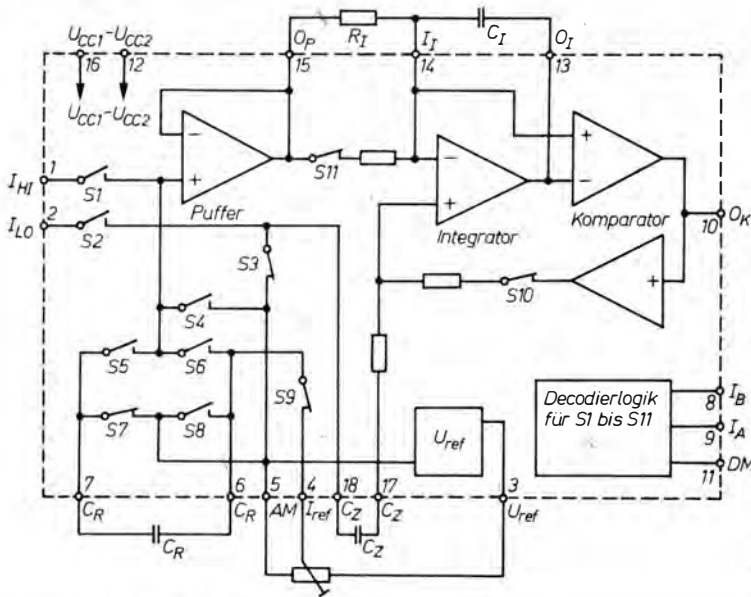 U_CC1-U_CC2
16 12
U_CC1-U_CC2
O_P
15
R_I
I_I
14
C_I
O_I
13
I_HI
1
S1
I_LO
2
S2
-
+
Puffer
S11
-
+
Integrator
+
-
Komparator
O_K
10
S3
S4
S5
S6
S7
S8
S9
S10
+
U_ref
Decodierlogik
für S1 bis S11
I_B
8
I_A
9
DM
11
7
C_R
6
C_R
5
AM
4
I_ref
18
C_Z
17
C_Z
3
U_ref
C_R
C_Z